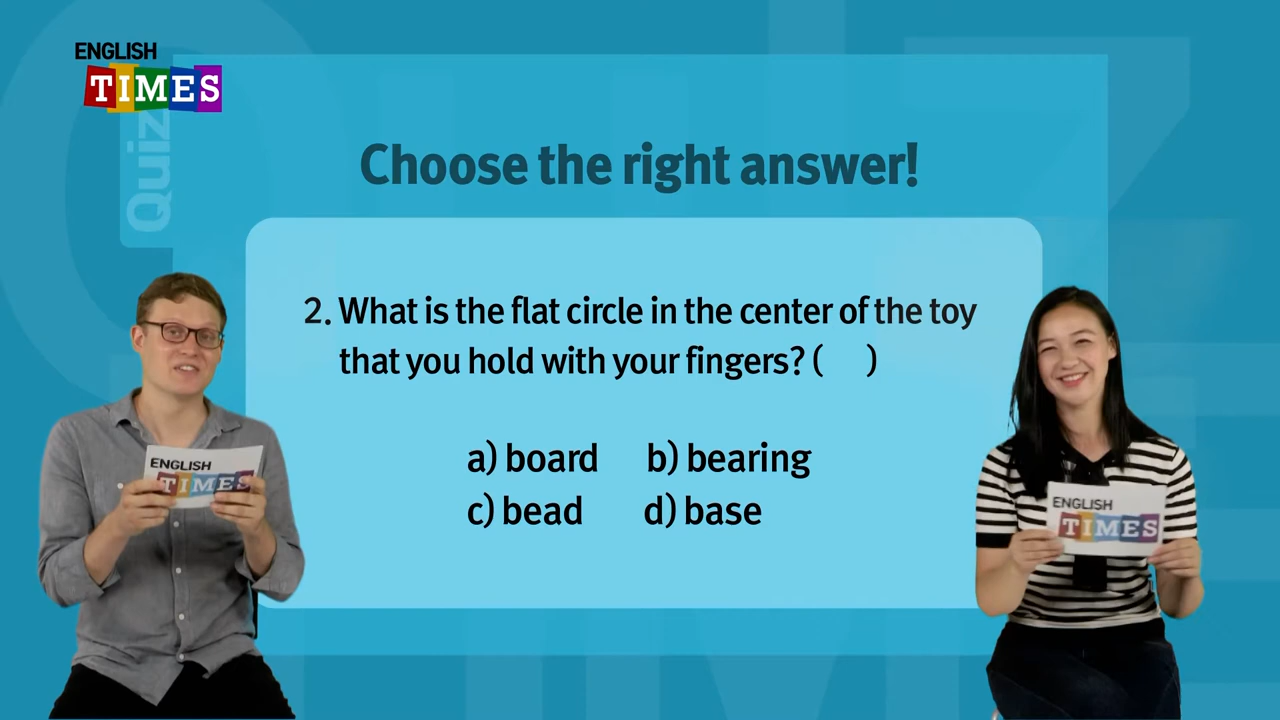 ENGLISH
TIMES
Quiz
Choose the right answer!
2. What is the flat circle in the center of the toy
that you hold with your fingers? ( )
a) board b) bearing
c) bead d) base
ENGLISH
TIMES
ENGLISH
TIMES